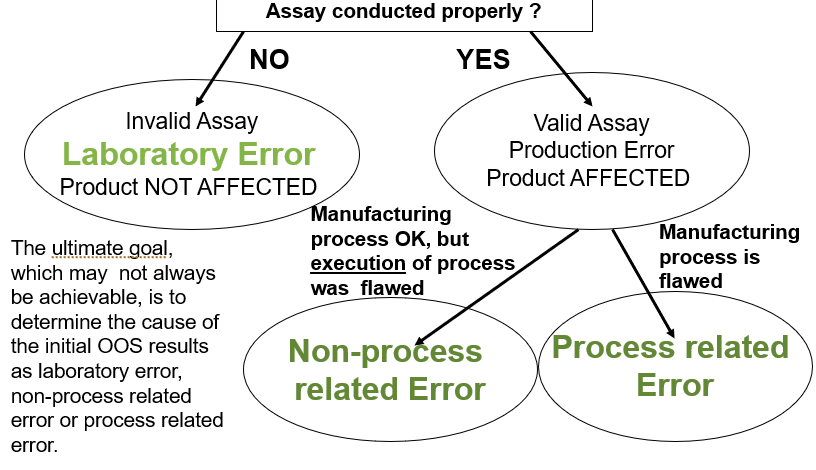 Assay conducted properly ?
NO
YES
Invalid Assay
Laboratory Error
Product NOT AFFECTED
Valid Assay
Production Error
Product AFFECTED
Manufacturing
process OK, but
execution of process
was flawed
Manufacturing
process is
flawed
The ultimate goal,
which may not always
be achievable, is to
determine the cause of
the initial OOS results
as laboratory error,
non-process related
error or process related
error.
Non-process
related Error
Process related
Error